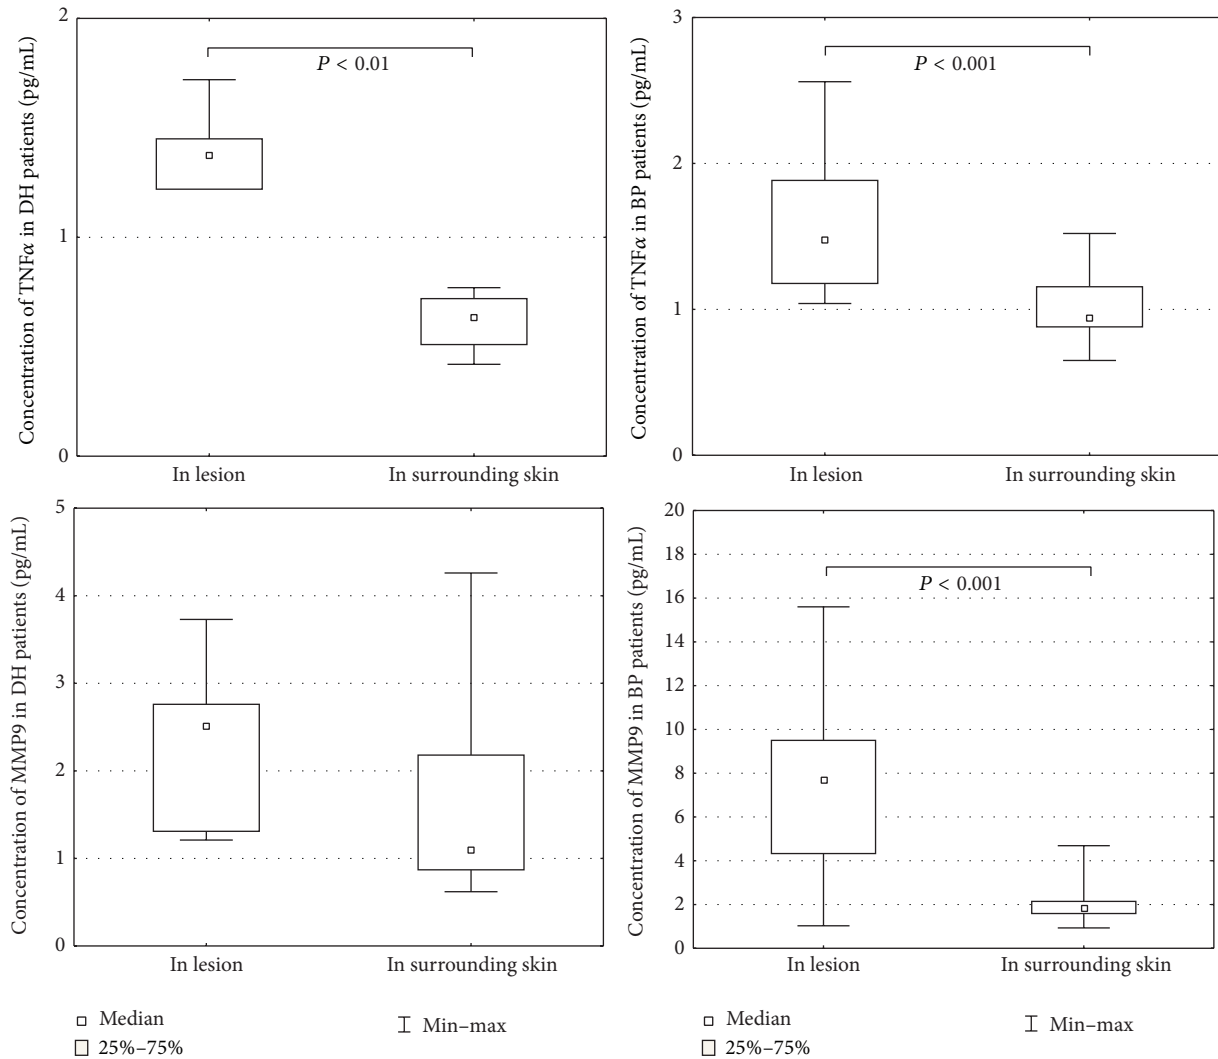 Concentration of TNFα in DH patients (pg/mL)
2
1
0
P < 0.01
In lesion
In surrounding skin
Concentration of TNFα in BP patients (pg/mL)
3
2
1
0
P < 0.001
In lesion
In surrounding skin
Concentration of MMP9 in DH patients (pg/mL)
5
4
3
2
1
0
In lesion
In surrounding skin
Concentration of MMP9 in BP patients (pg/mL)
20
18
16
14
12
10
8
6
4
2
0
P < 0.001
In lesion
In surrounding skin
Median
25%–75%
Min–max
Median
25%–75%
Min–max